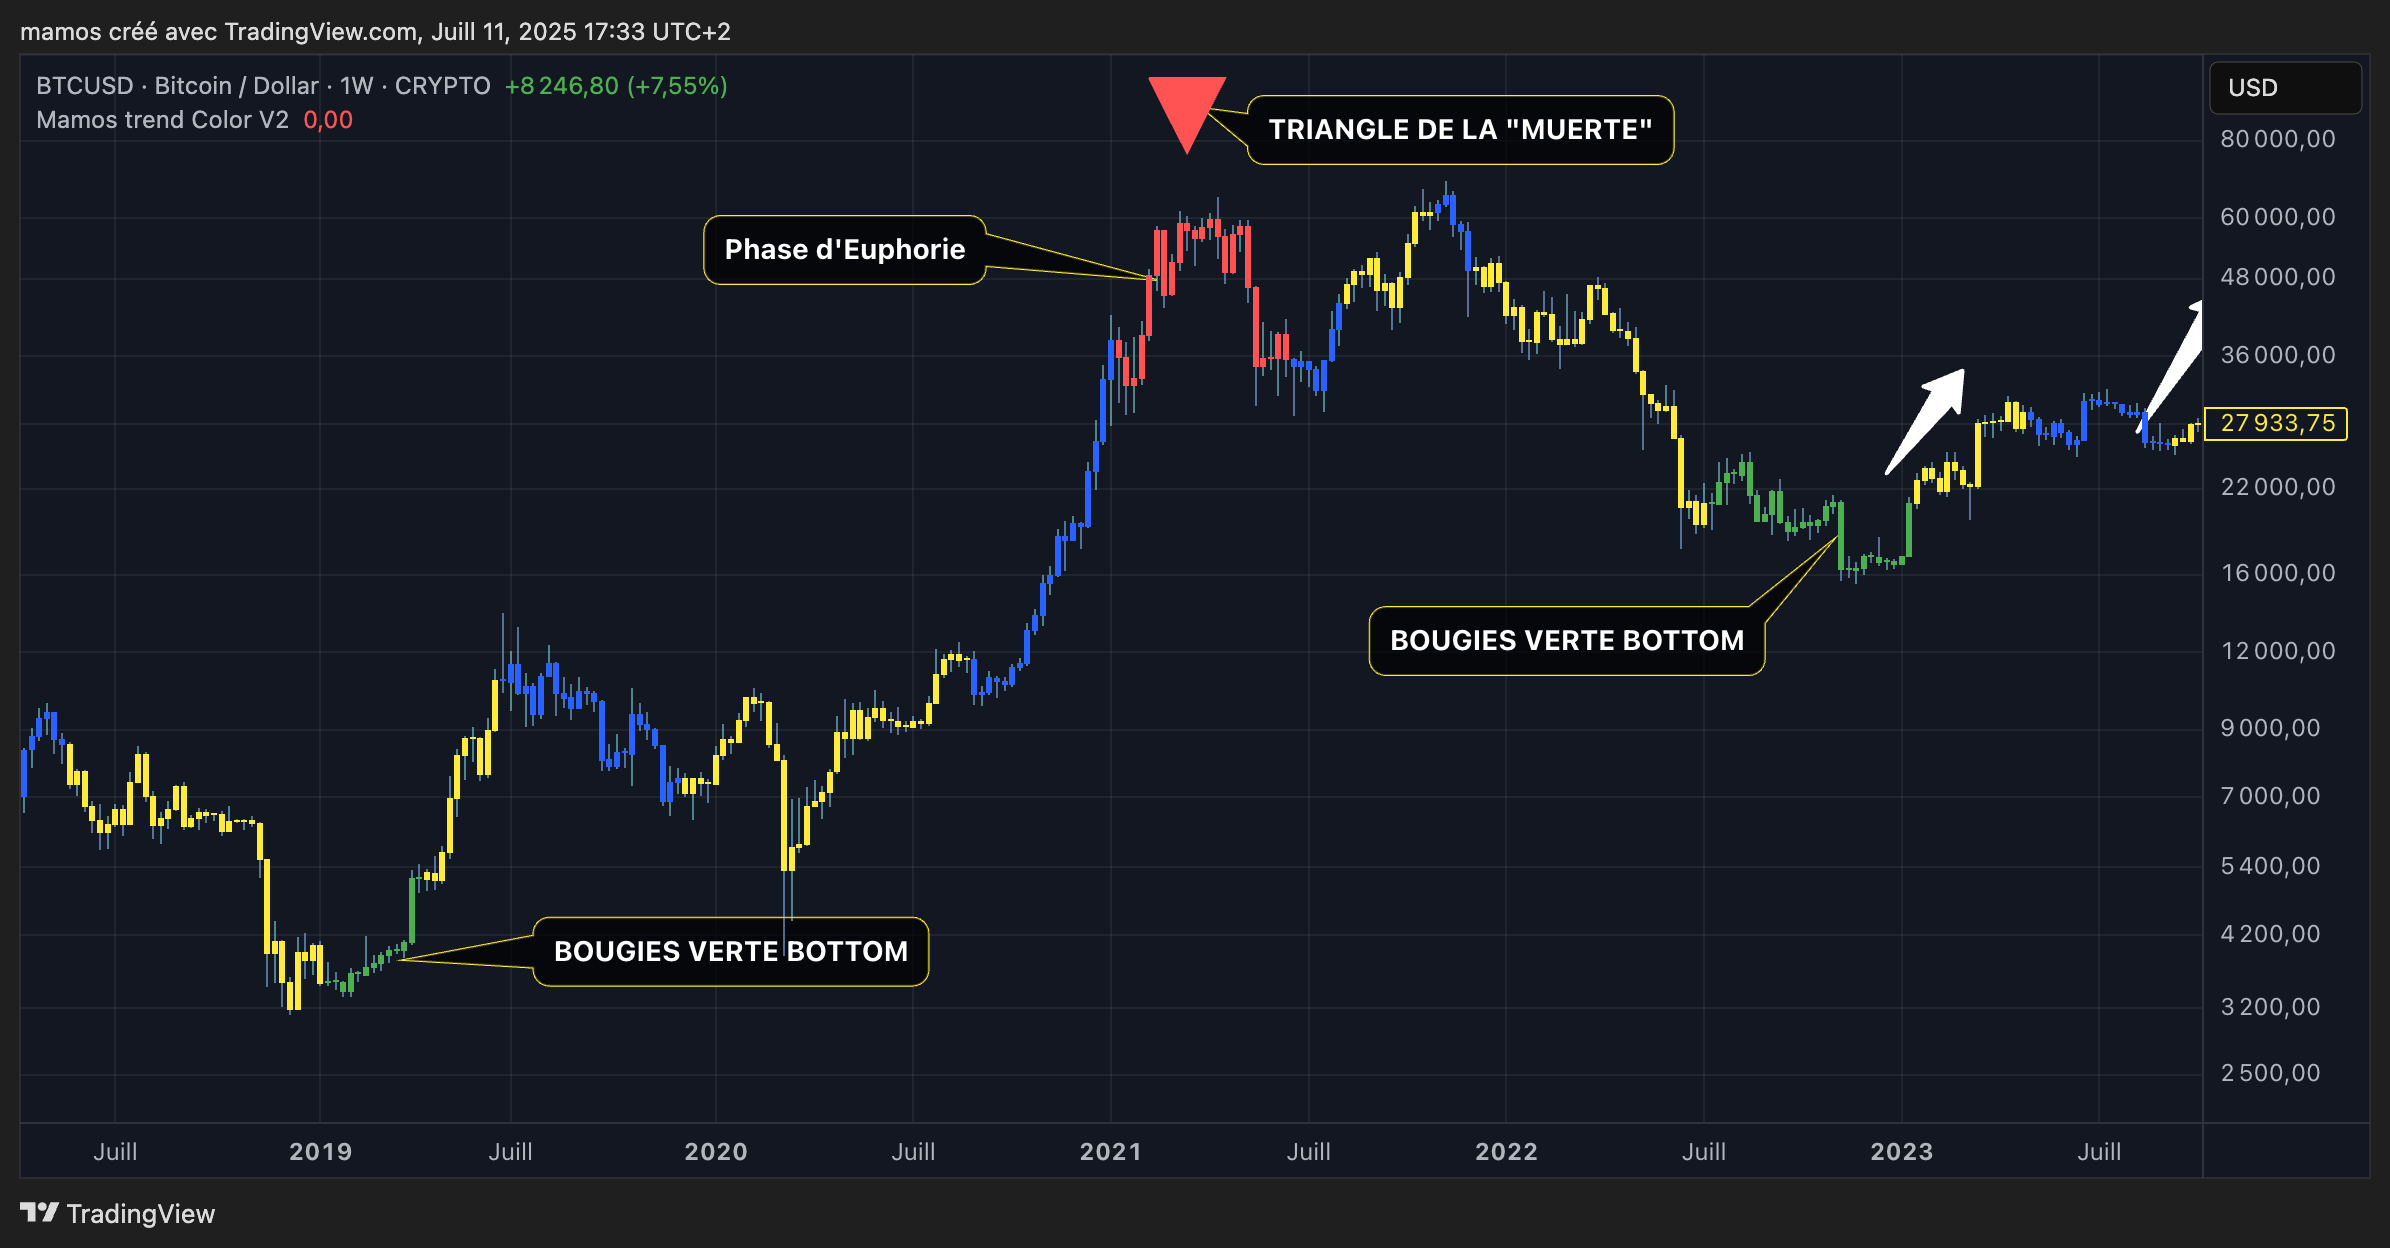 mamos créé avec TradingView.com, Juill 11, 2025 17:33 UTC+2
BTCUSD · Bitcoin / Dollar · 1W · CRYPTO +8 246,80 (+7,55%)
Mamos trend Color V2 0,00
USD
TRIANGLE DE LA "MUERTE"
80 000,00
Phase d'Euphorie
60 000,00
48 000,00
36 000,00
27 933,75
22 000,00
16 000,00
BOUGIES VERTE BOTTOM
12 000,00
9 000,00
7 000,00
5 400,00
BOUGIES VERTE BOTTOM
4 200,00
3 200,00
2 500,00
Juill 2019 Juill 2020 Juill 2021 Juill 2022 Juill 2023 Juill
TradingView